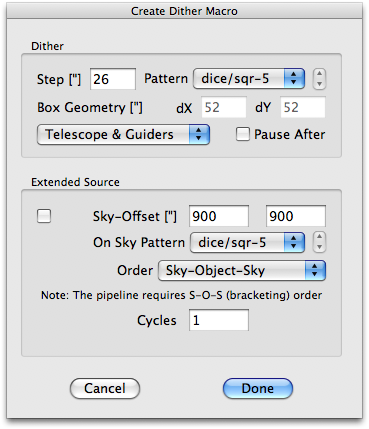 Create Dither Macro
Dither
Step ["] 26 Pattern dice/sqr-5
Box Geometry ["] dX 52 dY 52
Telescope & Guiders Pause After
Extended Source
Sky-Offset ["] 900 900
On Sky Pattern dice/sqr-5
Order Sky-Object-Sky
Note: The pipeline requires S-O-S (bracketing) order
Cycles 1
Cancel Done